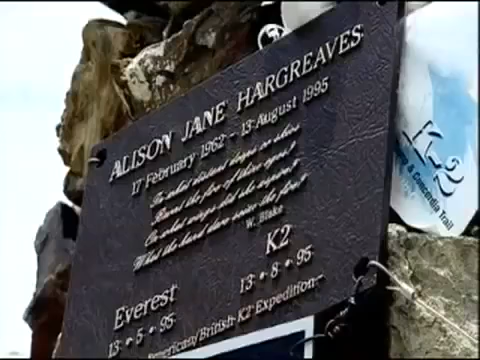 ALISON JANE HARGREAVES
17 February 1962 – 13 August 1995
In what distant deeps or skies
Burnt the fire of thine eyes?
On what wings dare he aspire?
What the hand dare seize the fire?
W. Blake
Everest
13 • 5 • 95
K2
13 • 8 • 95
American/British K2 Expedition
K-2
& Concordia Trail